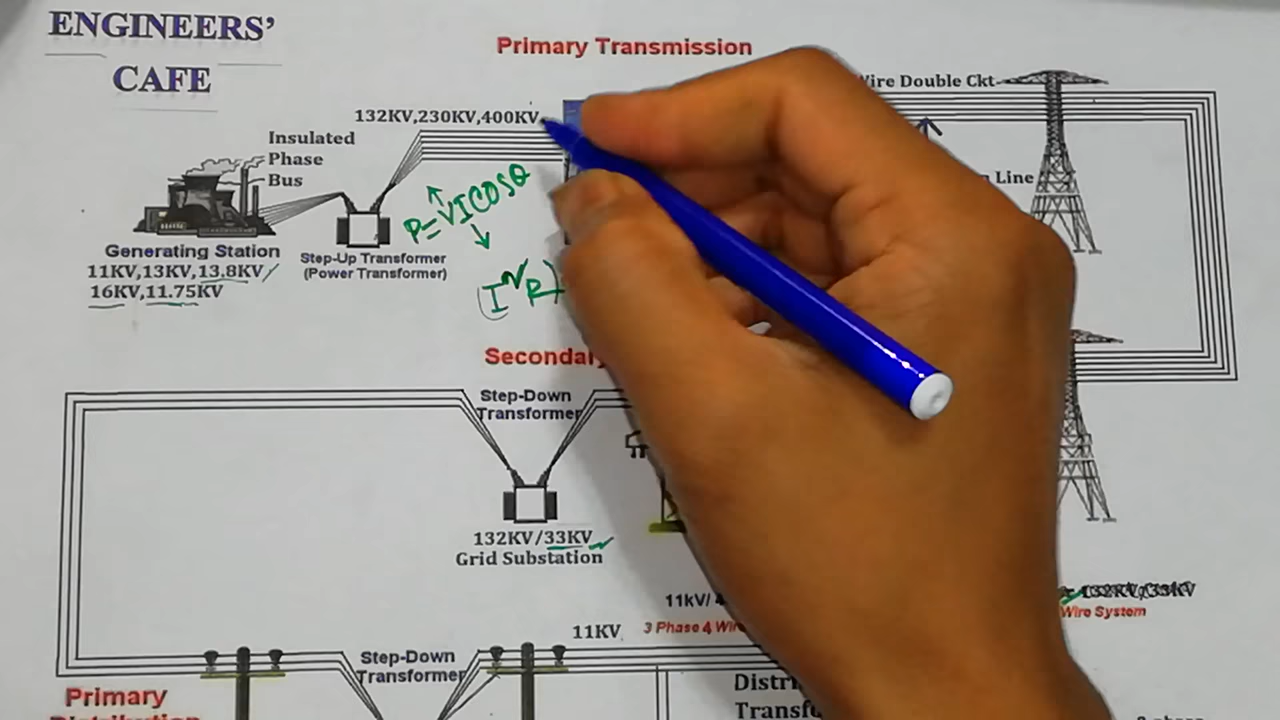 ENGINEERS'
CAFE
Primary Transmission
132KV,230KV,400KV
Wire Double Ckt
Insulated
Phase
Bus
Line
P=VICOSθ
Generating Station
11KV,13KV,13.8KV
16KV,11.75KV
Step-Up Transformer
(Power Transformer)
(I²R)
Secondary
Step-Down
Transformer
132KV/33KV
Grid Substation
132KV/33KV
Wire System
11kV/
11KV
3 Phase 4 Wire
Step-Down
Transformer
Primary
Distribution